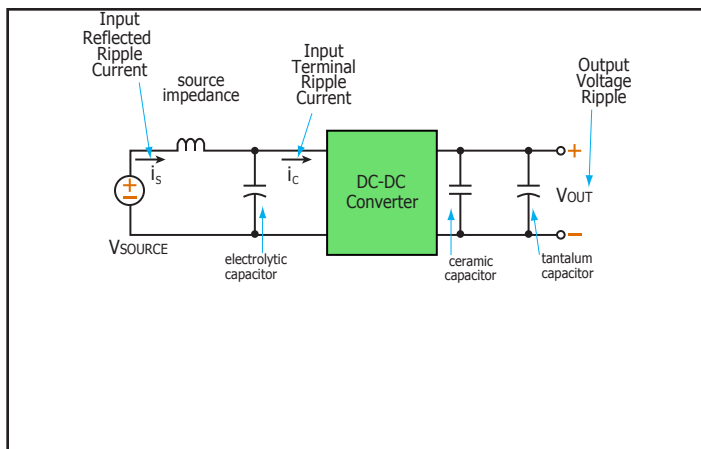 Input
Reflected
Ripple
Current
source
impedance
Input
Terminal
Ripple
Current
Output
Voltage
Ripple
iS
iC
+
−
VSOURCE
electrolytic
capacitor
DC-DC
Converter
ceramic
capacitor
+
VOUT
−
tantalum
capacitor